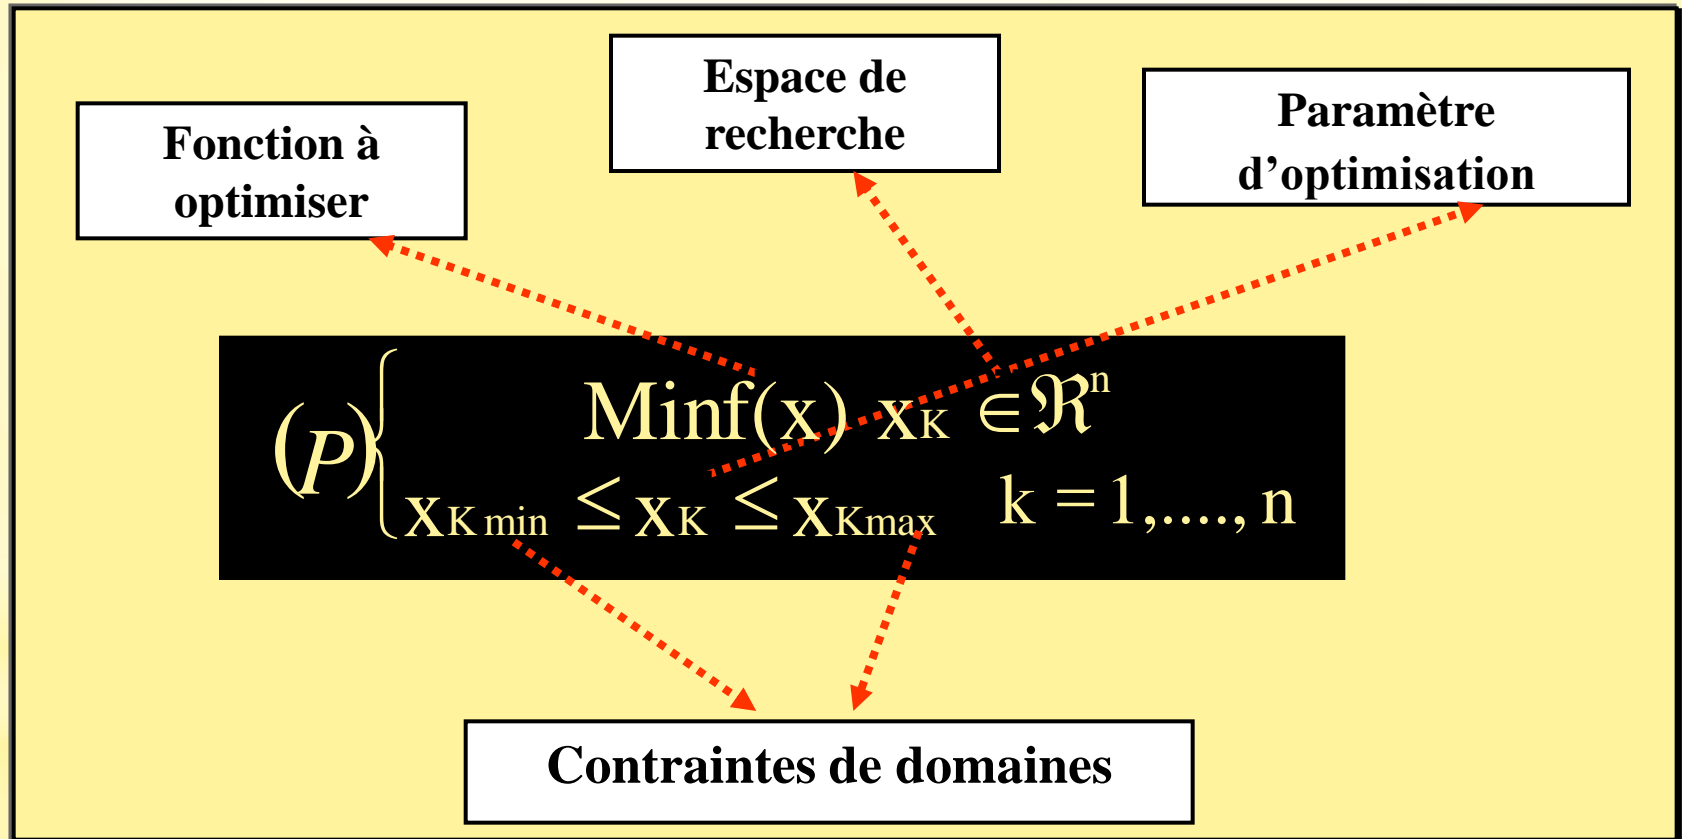 Espace de
recherche
Paramètre
d’optimisation
Fonction à
optimiser
(P){ Minf(x) xK ∈ℜⁿ
xK min ≤ xK ≤ xKmax k = 1,...., n
Contraintes de domaines